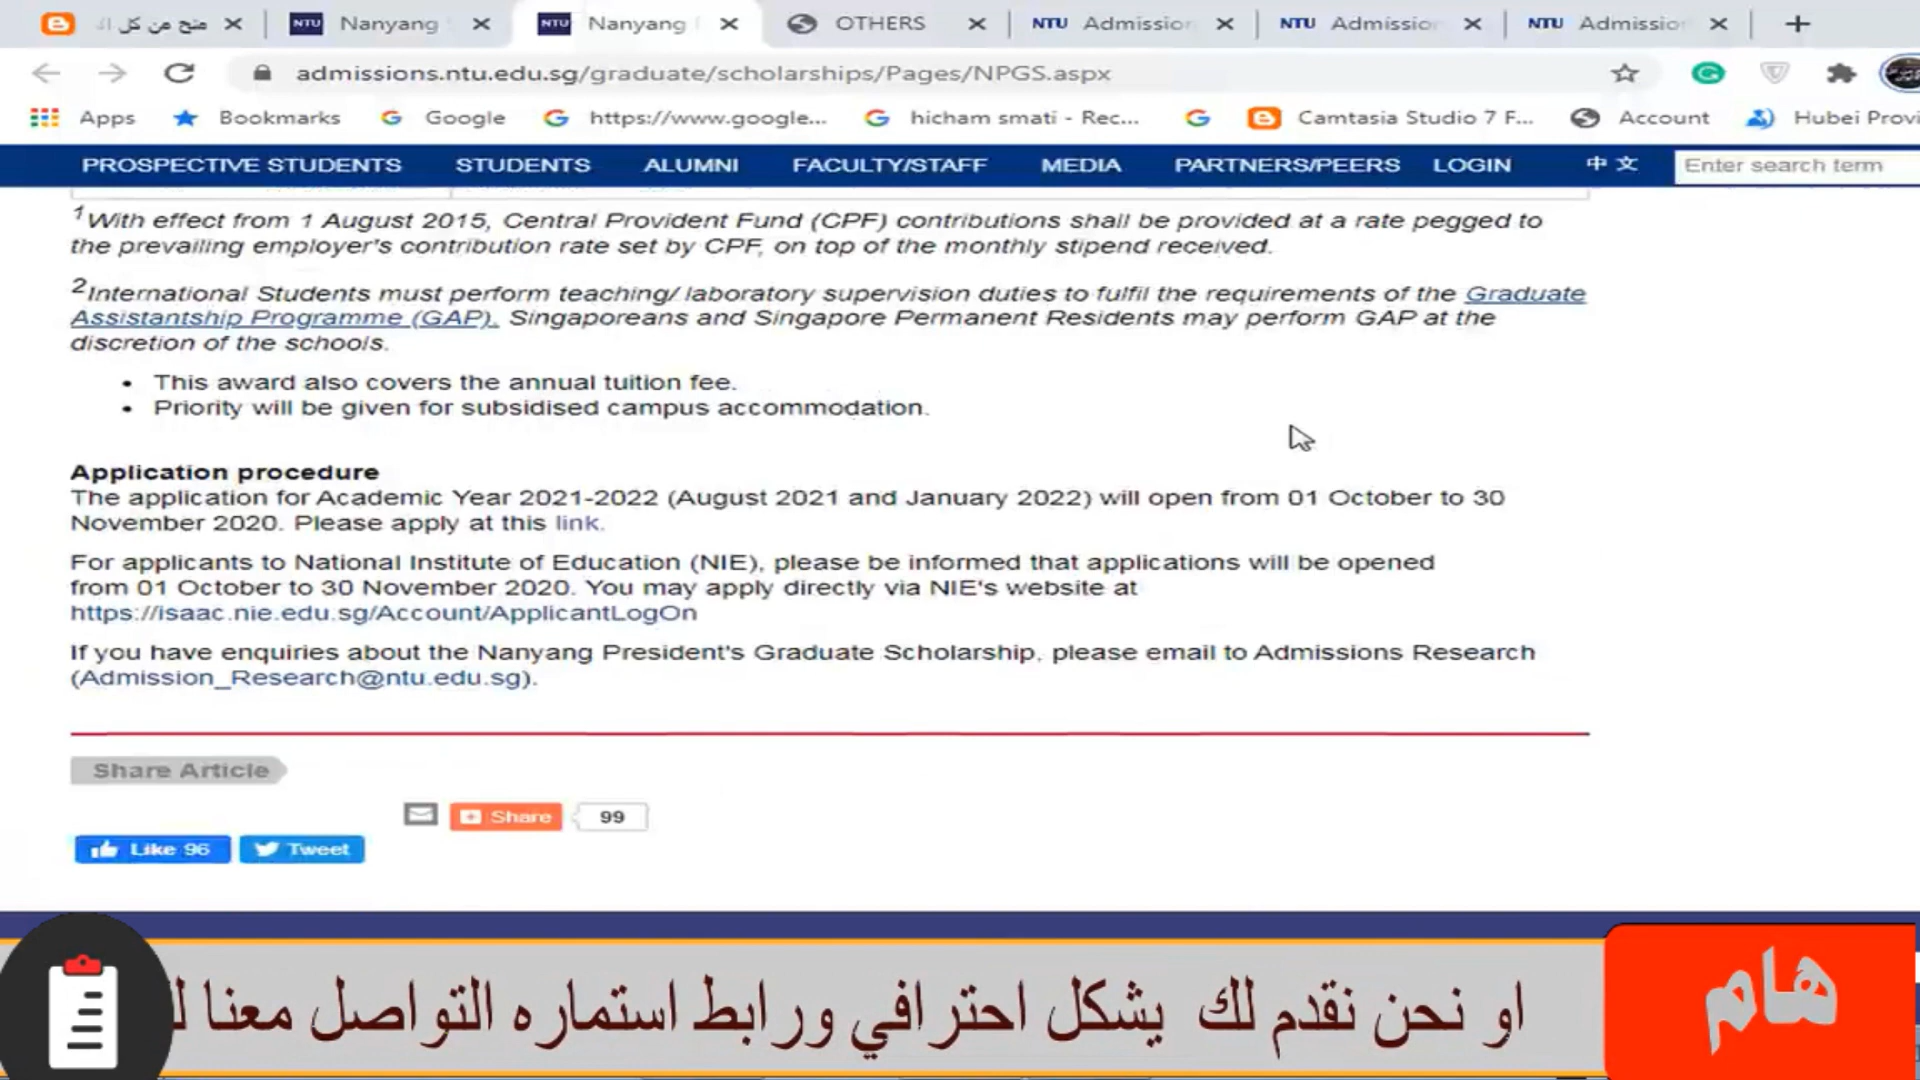 منح من كل ال
NTU Nanyang
NTU Nanyang
OTHERS
NTU Admission
NTU Admission
NTU Admissio
admissions.ntu.edu.sg/graduate/scholarships/Pages/NPGS.aspx
Apps
Bookmarks
Google
https://www.google...
hicham smati - Rec...
Camtasia Studio 7 F...
Account
Hubei Provi
PROSPECTIVE STUDENTS
STUDENTS
ALUMNI
FACULTY/STAFF
MEDIA
PARTNERS/PEERS
LOGIN
中文
Enter search term
1With effect from 1 August 2015, Central Provident Fund (CPF) contributions shall be provided at a rate pegged to
the prevailing employer's contribution rate set by CPF, on top of the monthly stipend received.
2International Students must perform teaching/ laboratory supervision duties to fulfil the requirements of the Graduate
Assistantship Programme (GAP). Singaporeans and Singapore Permanent Residents may perform GAP at the
discretion of the schools.
• This award also covers the annual tuition fee.
• Priority will be given for subsidised campus accommodation.
Application procedure
The application for Academic Year 2021-2022 (August 2021 and January 2022) will open from 01 October to 30
November 2020. Please apply at this link.
For applicants to National Institute of Education (NIE), please be informed that applications will be opened
from 01 October to 30 November 2020. You may apply directly via NIE's website at
https://isaac.nie.edu.sg/Account/ApplicantLogOn
If you have enquiries about the Nanyang President's Graduate Scholarship, please email to Admissions Research
(Admission_Research@ntu.edu.sg).
Share Article
Share 99
Like 96
Tweet
هام
او نحن نقدم لك يشكل احترافي ورابط استماره التواصل معنا ل